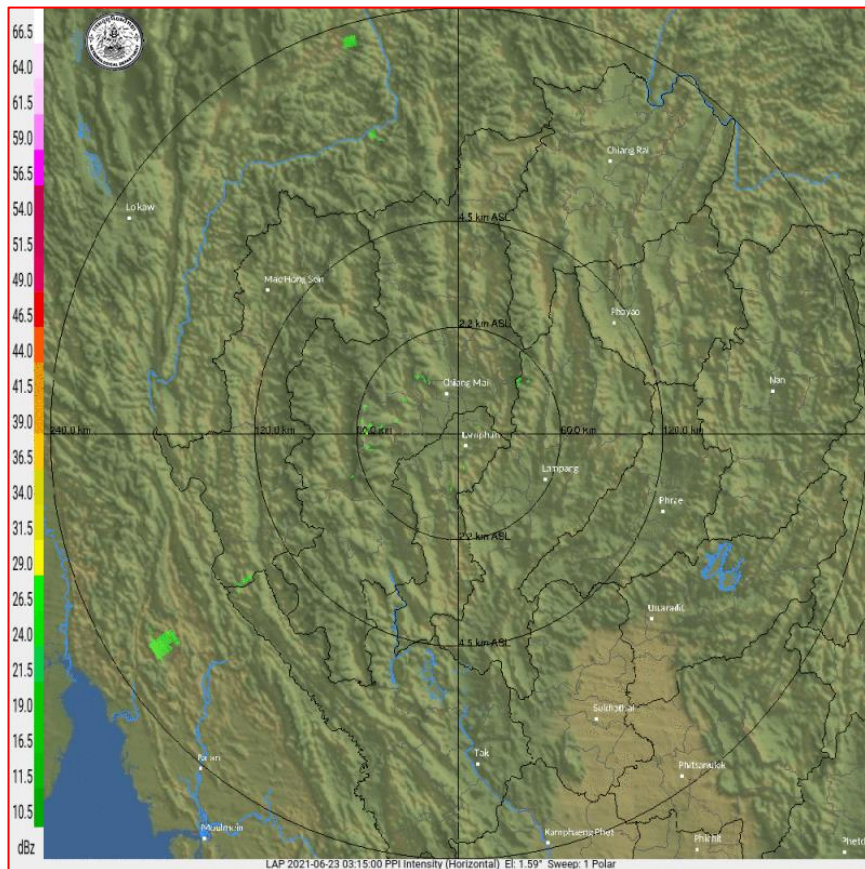 66.5
64.0
61.5
59.0
56.5
54.0
51.5
49.0
46.5
44.0
41.5
39.0
36.5
34.0
31.5
29.0
26.5
24.0
21.5
19.0
16.5
11.5
10.5
dBz
Chiang Rai
Loikaw
4.5 km ASL
Mae Hong Son
Phayao
2.2 km ASL
Chiang Mai
Nan
240.0 km
120.0 km
60.0 km
120.0 km
Lamphun
Lampang
Phrae
2.2 km ASL
Uttaradit
4.5 km ASL
Sukhothai
Tak
Phitsanulok
Moulmein
Kamphaeng Phet
Phichit
LAP 2021-06-23 03:15:00 PPI Intensity (Horizontal) El: 1.59° Sweep: 1 Polar